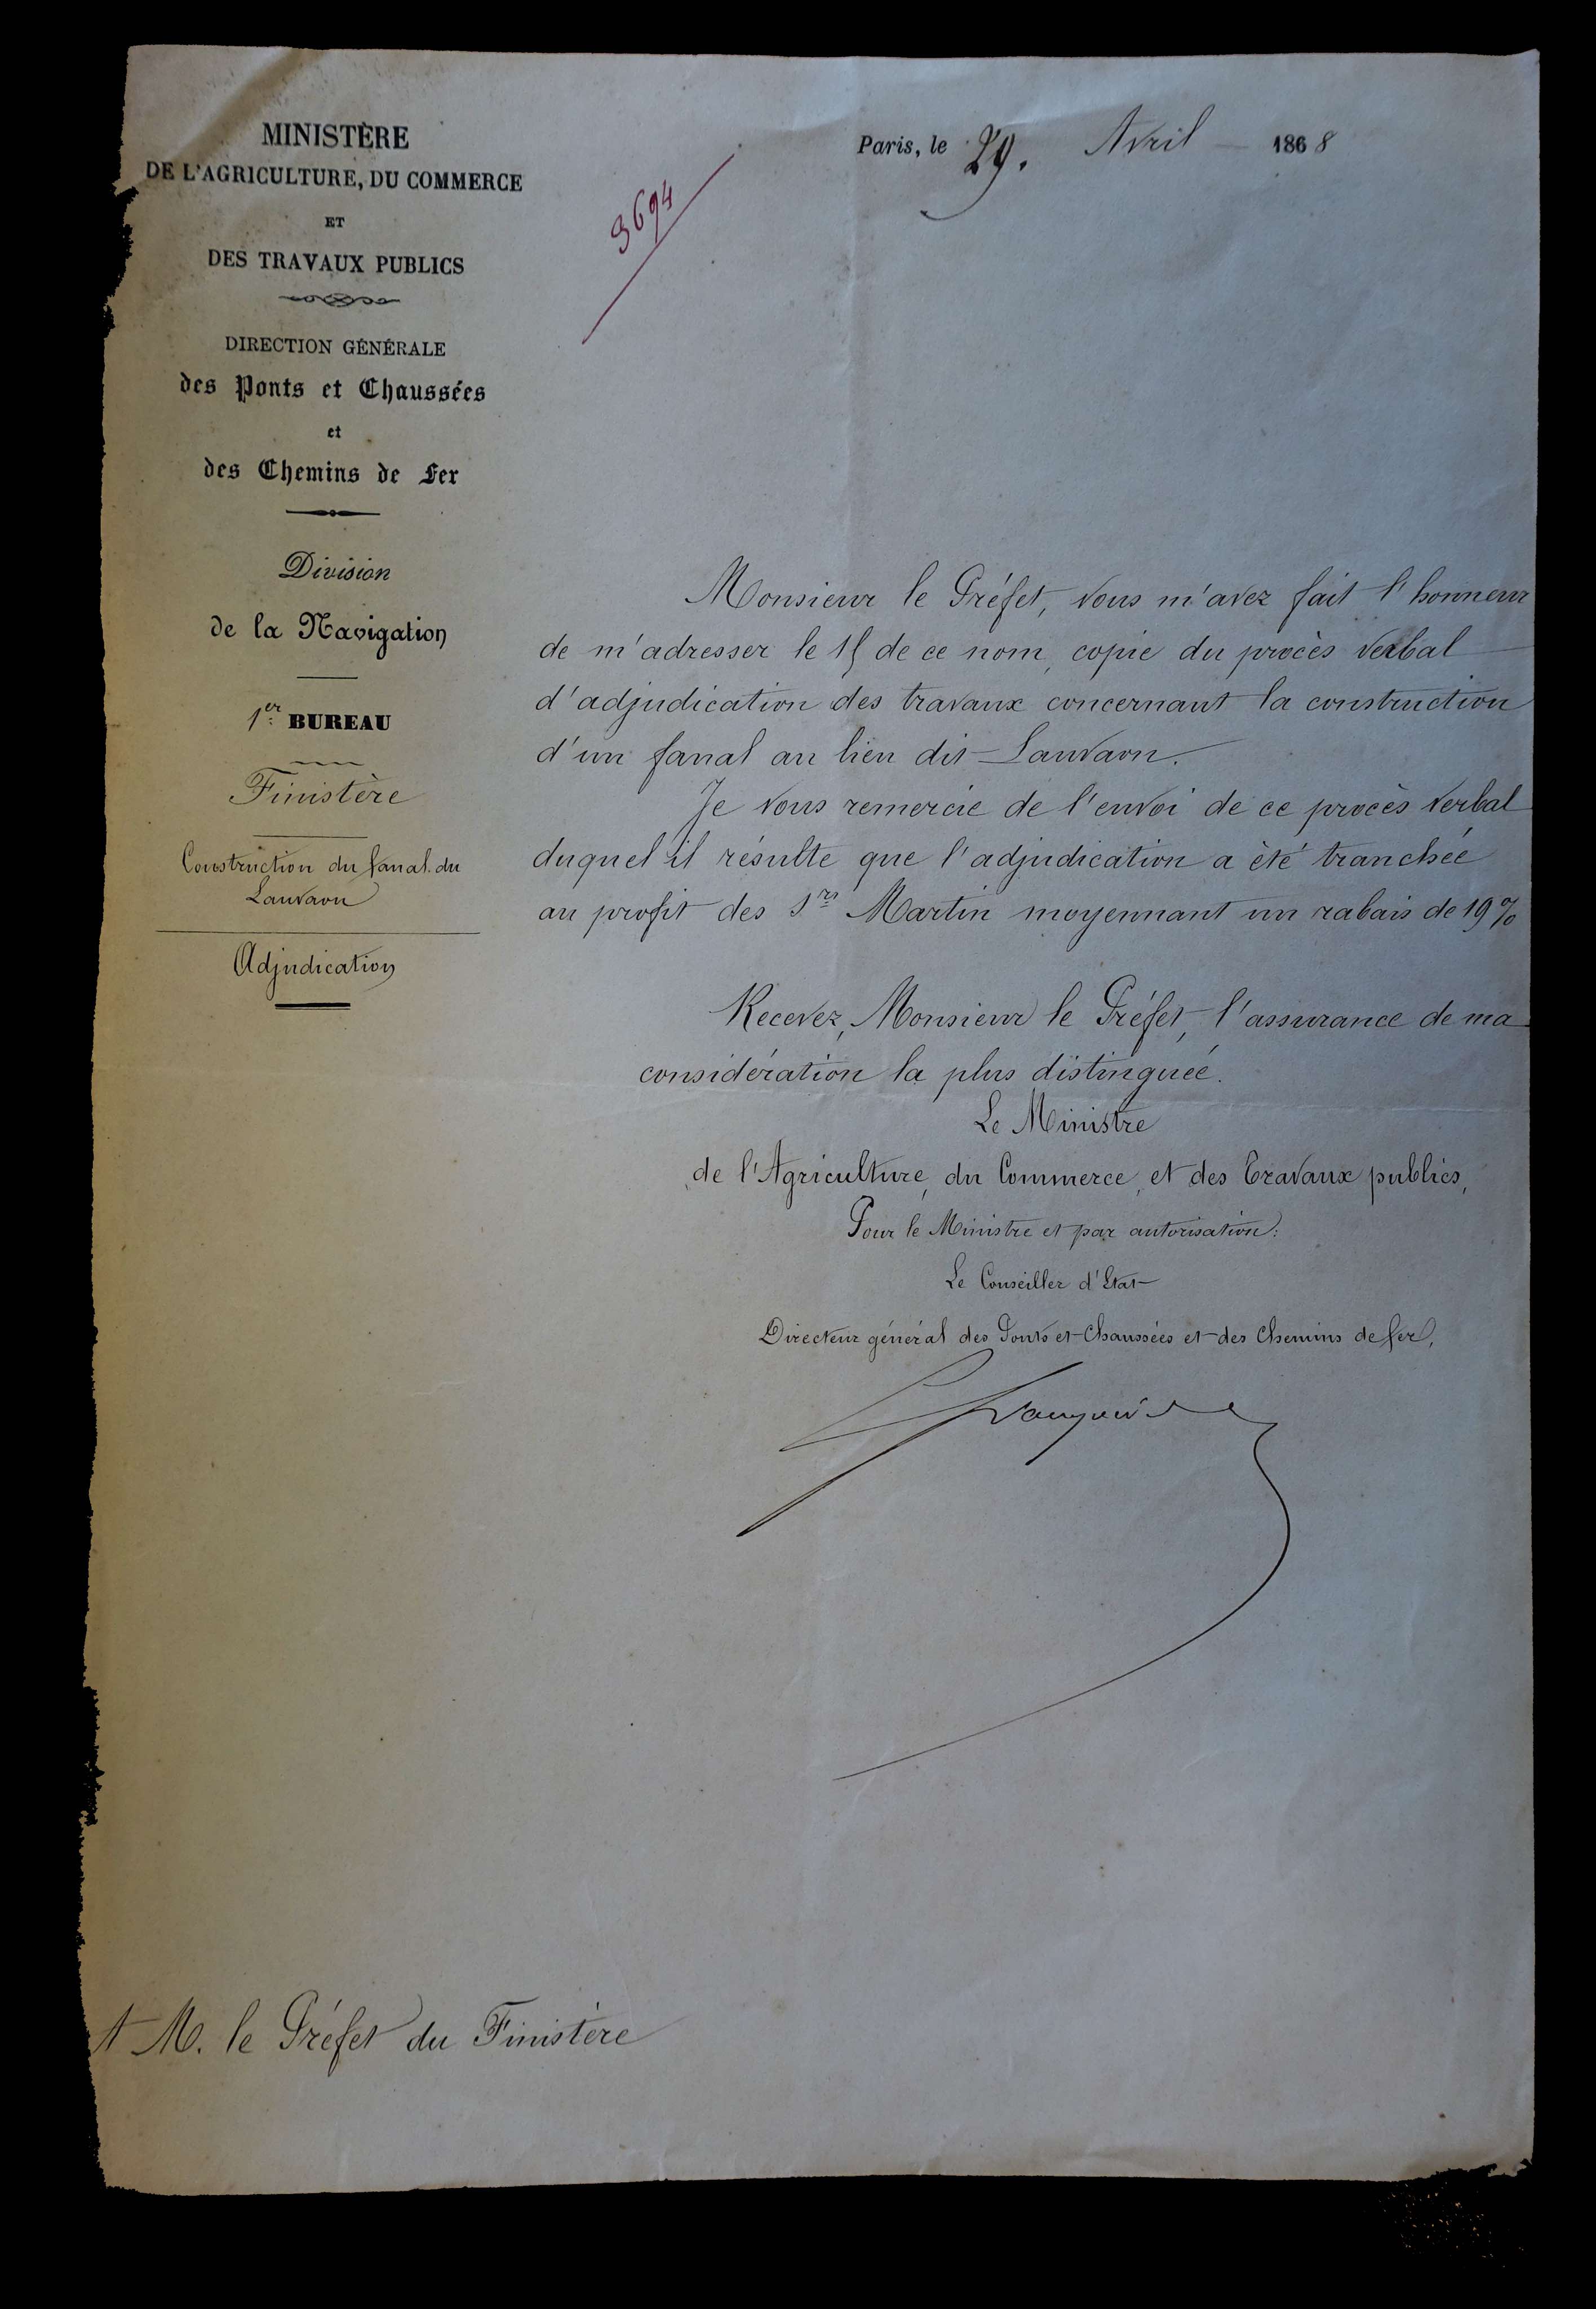 MINISTÈRE
DE L'AGRICULTURE, DU COMMERCE
ET
DES TRAVAUX PUBLICS
DIRECTION GÉNÉRALE
des Ponts et Chaussées
et
des Chemins de Fer
Division
de la Navigation
1er BUREAU
Finistère
Construction du fanal du
Lanvaon
Adjudication
Paris, le 29. Avril 1868
3694
Monsieur le Préfet, vous m'avez fait l'honneur
de m'adresser le 15 de ce nom, copie du procès verbal
d'adjudication des travaux concernant la construction
d'un fanal au lieu dit Lanvaon.
Je vous remercie de l'envoi de ce procès verbal
duquel il résulte que l'adjudication a été tranchée
au profit des Srs Martin moyennant un rabais de 19 %
Recevez, Monsieur le Préfet, l'assurance de ma
considération la plus distinguée.
Le Ministre
de l'Agriculture, du Commerce, et des Travaux publics,
Pour le Ministre et par autorisation:
Le Conseiller d'Etat
Directeur général des Ponts et Chaussées et des Chemins de fer,
A M. le Préfet du Finistère